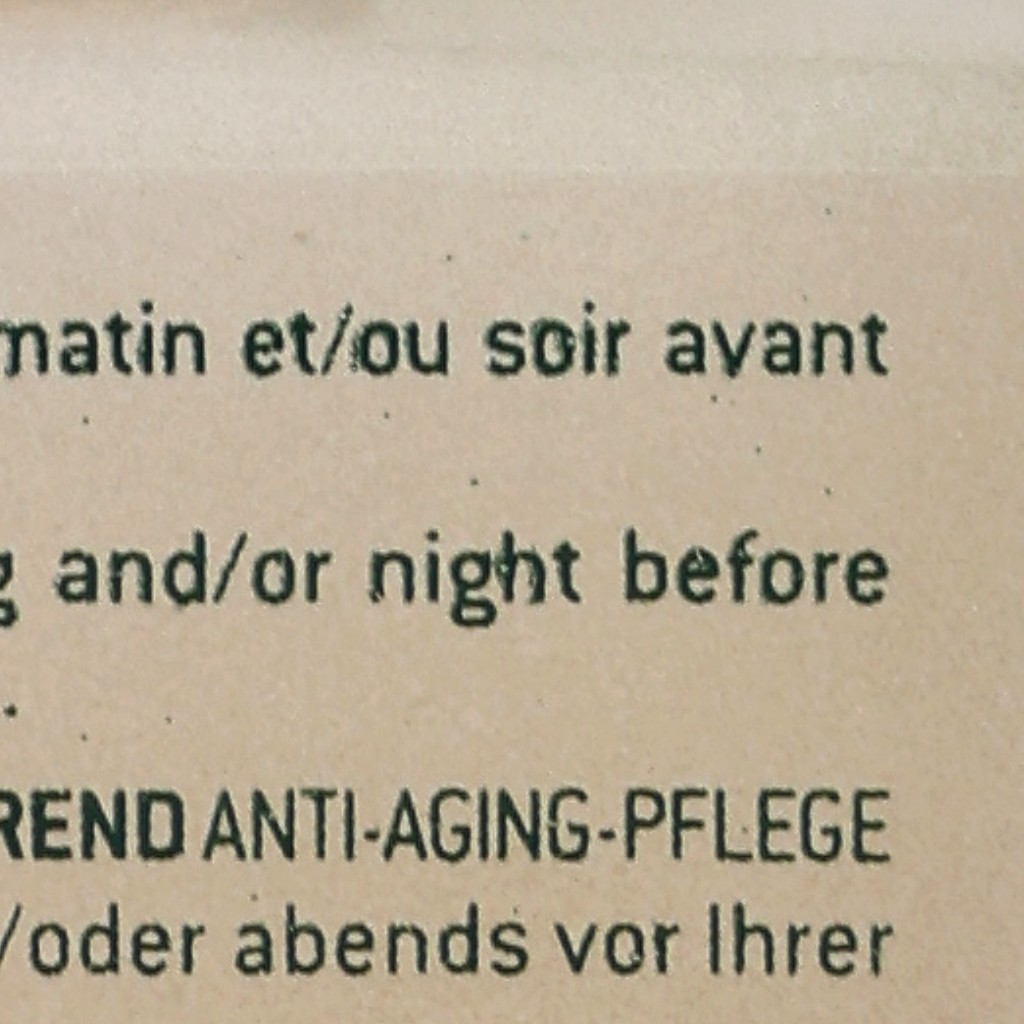 matin et/ou soir avant
g and/or night before
.
REND ANTI-AGING-PFLEGE
/oder abends vor Ihrer